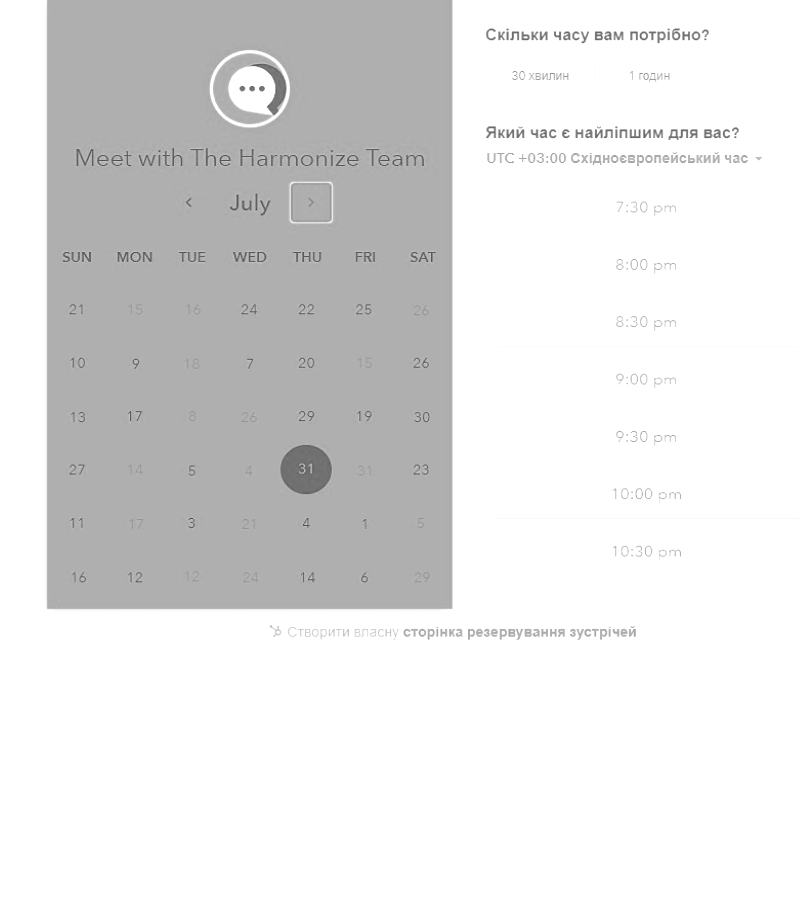 Meet with The Harmonize Team
July
SUN MON TUE WED THU FRI SAT
21 15 16 24 22 25 26
10 9 18 7 20 15 26
13 17 8 26 29 19 30
27 14 5 4 31 31 23
11 17 3 21 4 1 5
16 12 12 24 14 6 29
Скільки часу вам потрібно?
30 хвилин 1 годин
Який час є найліпшим для вас?
UTC +03:00 Східноєвропейський час
7:30 pm
8:00 pm
8:30 pm
9:00 pm
9:30 pm
10:00 pm
10:30 pm
Створити власну сторінка резервування зустрічей